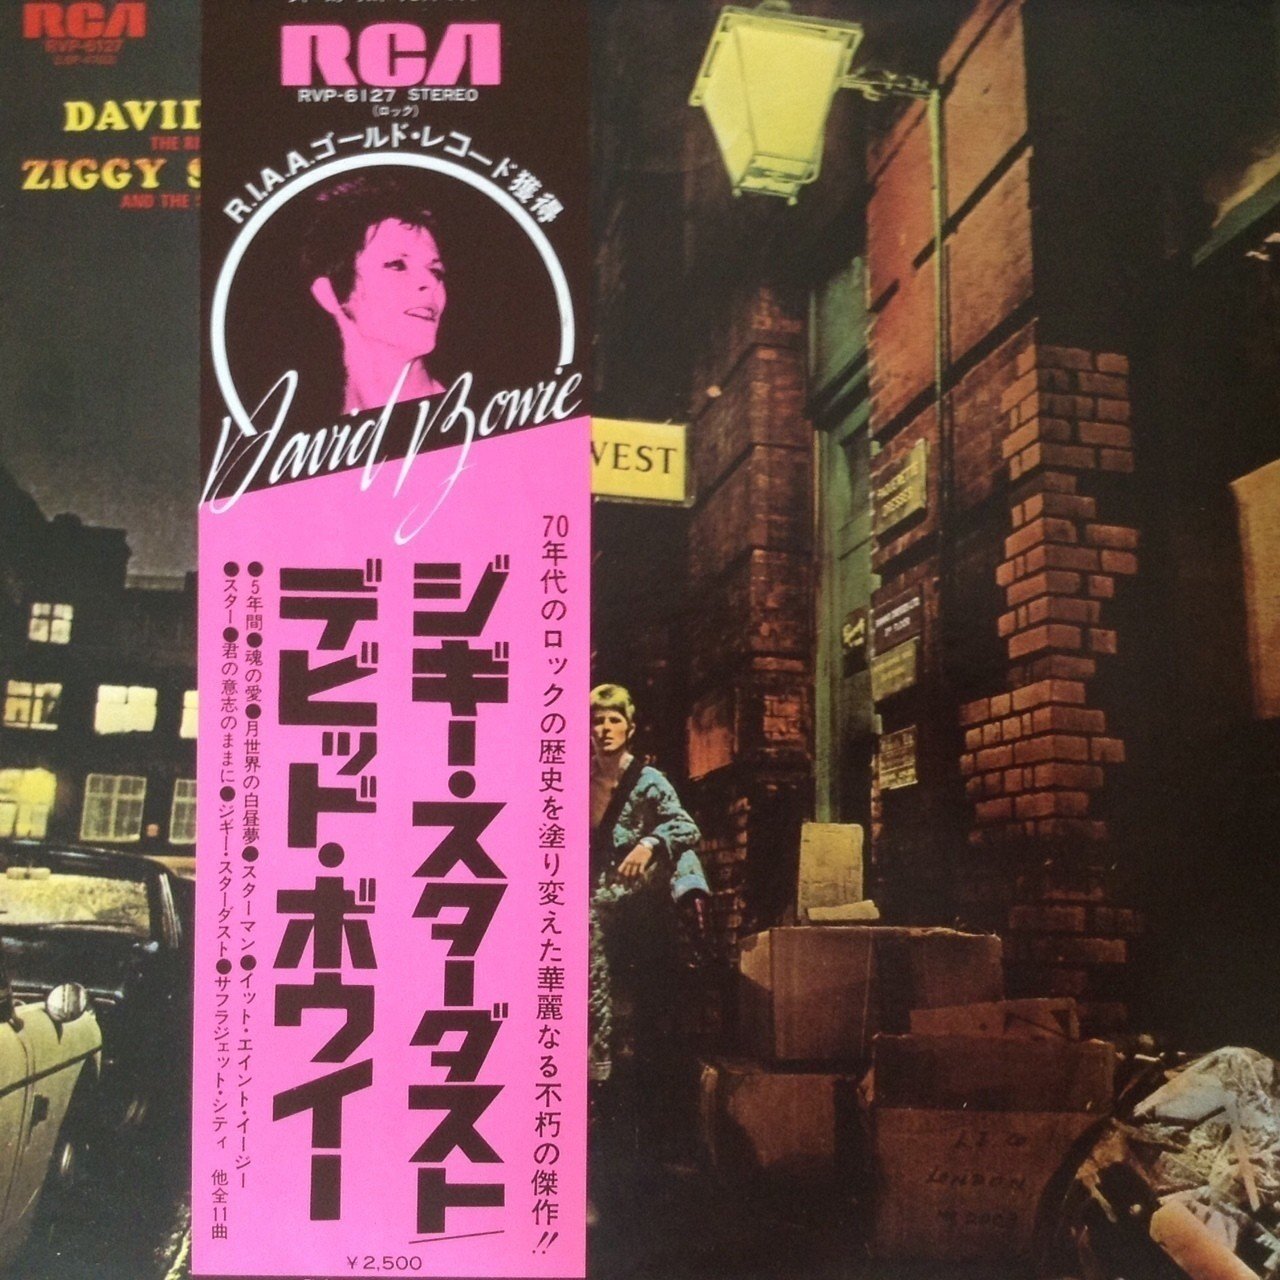 RCA
RVP-6127
DAVID
THE RI
ZIGGY S
AND THE S
RCA
RVP-6127 STEREO
(ロック)
R.I.A.A.ゴールド・レコード獲得
David Bowie
70年代のロックの歴史を塗り変えた華麗なる不朽の傑作!!
ジギー・スターダスト
デビッド・ボウイー
●5年間●魂の愛●月世界の白昼夢●スターマン●イット・エイント・イージー
●スター●君の意志のままに●ジギー・スターダスト●サフラジェット・シティ 他全11曲
¥2,500
WEST
PAQUERETTE
DRESSES
LONDON